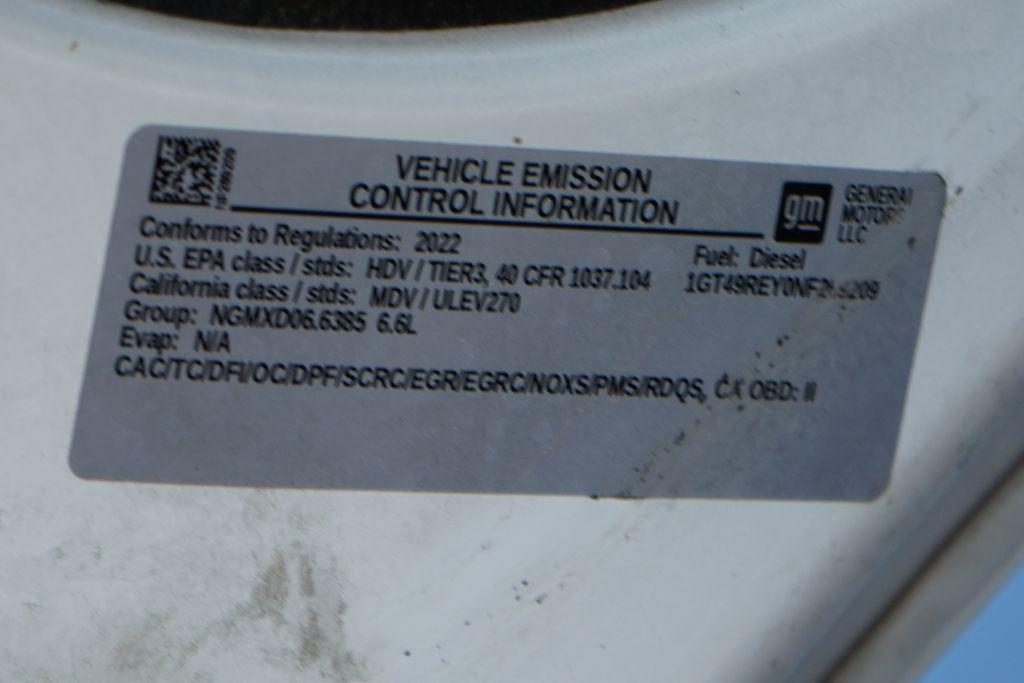 VEHICLE EMISSION
CONTROL INFORMATION
gm GENERAL
MOTORS
LLC
Conforms to Regulations: 2022
Fuel: Diesel
U.S. EPA class / stds: HDV / TIER3, 40 CFR 1037.104
California class / stds: MDV / ULEV270
Group: NGMXD06.6385 6.6L
Evap: N/A
CAC/TC/DFI/OC/DPF/SCRC/EGR/EGRC/NOXS/PMS/RDQS, CA OBD: II